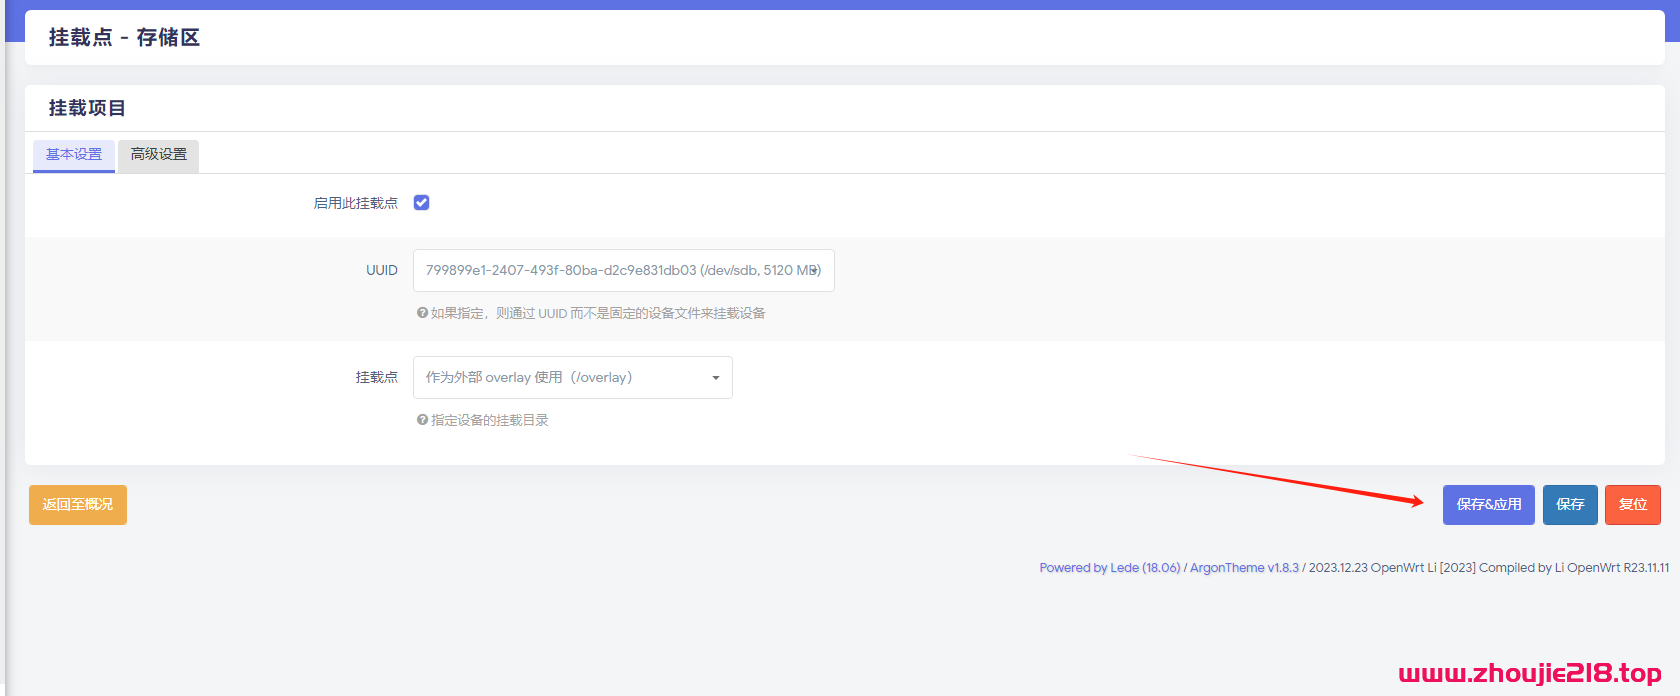 挂载点 - 存储区
挂载项目
基本设置 高级设置
启用此挂载点
UUID 799899e1-2407-493f-80ba-d2c9e831db03 (/dev/sdb, 5120 MB)
如果指定，则通过 UUID 而不是固定的设备文件来挂载设备
挂载点 作为外部 overlay 使用（/overlay）
指定设备的挂载目录
返回至概况 保存&应用 保存 复位
Powered by Lede (18.06) / ArgonTheme v1.8.3 / 2023.12.23 OpenWrt Li [2023] Compiled by Li OpenWrt R23.11.11
www.zhoujie218.top